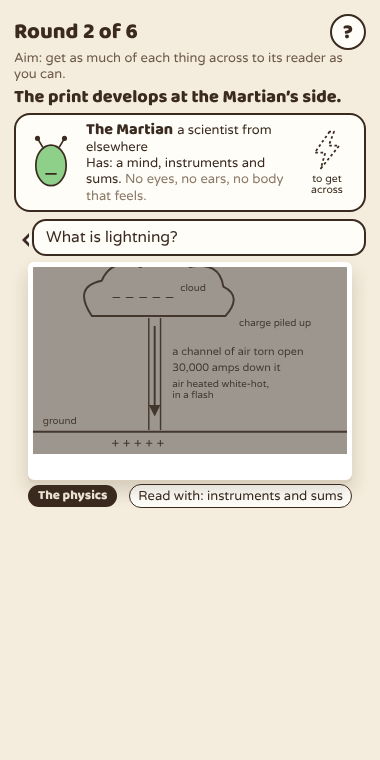 Round 2 of 6
?
Aim: get as much of each thing across to its reader as
you can.
The print develops at the Martian's side.
The Martian a scientist from
elsewhere
Has: a mind, instruments and
sums. No eyes, no ears, no body
that feels.
to get
across
What is lightning?
cloud
– – – – –
charge piled up
a channel of air torn open
30,000 amps down it
air heated white-hot,
in a flash
ground
+ + + + +
The physics
Read with: instruments and sums